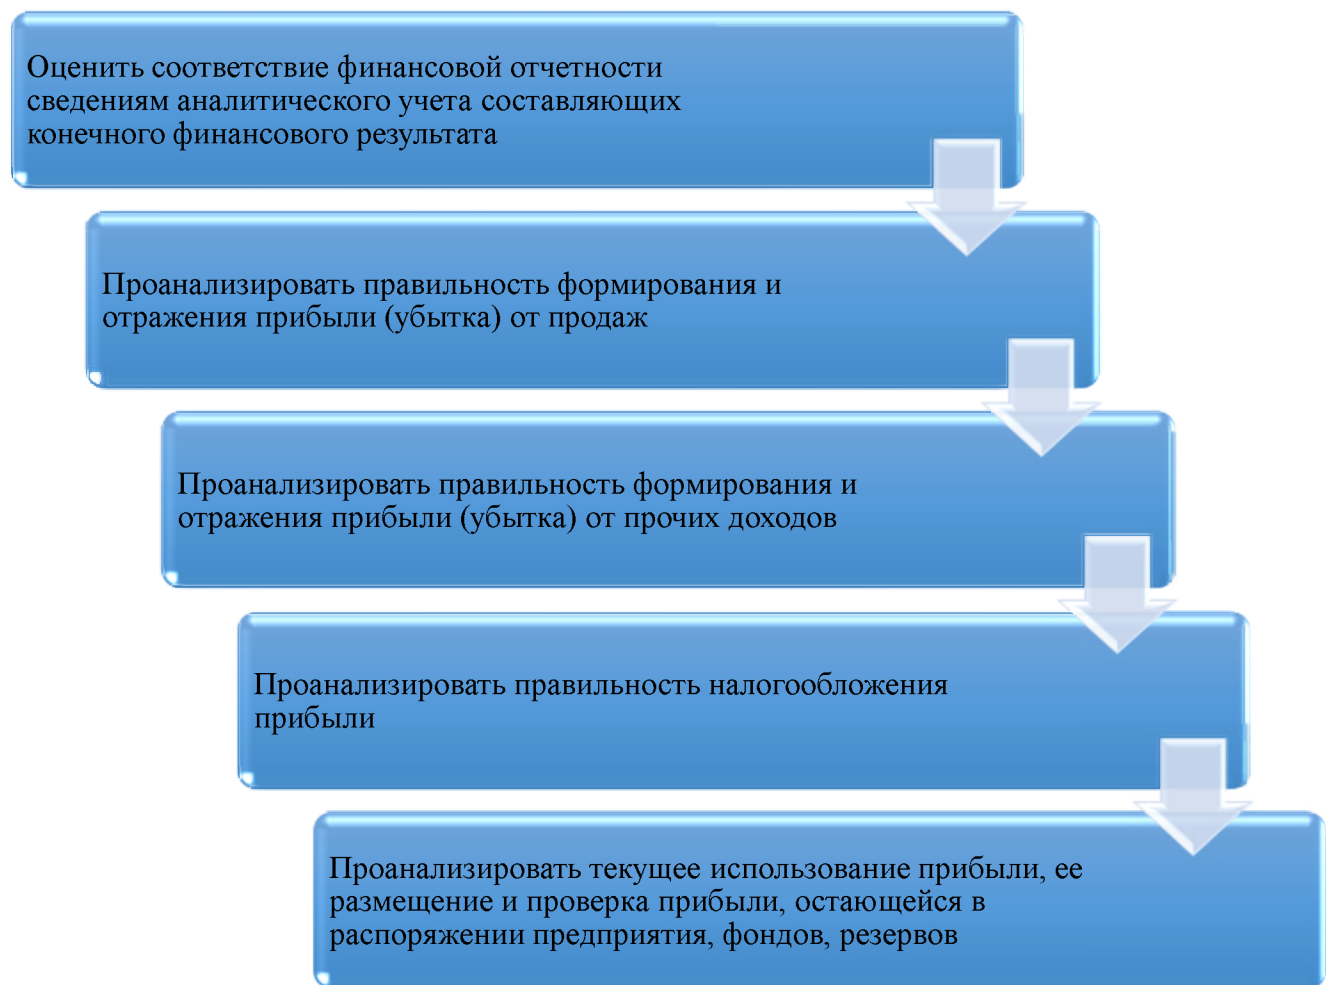 Оценить соответствие финансовой отчетности
сведениям аналитического учета составляющих
конечного финансового результата
Проанализировать правильность формирования и
отражения прибыли (убытка) от продаж
Проанализировать правильность формирования и
отражения прибыли (убытка) от прочих доходов
Проанализировать правильность налогообложения
прибыли
Проанализировать текущее использование прибыли, ее
размещение и проверка прибыли, остающейся в
распоряжении предприятия, фондов, резервов